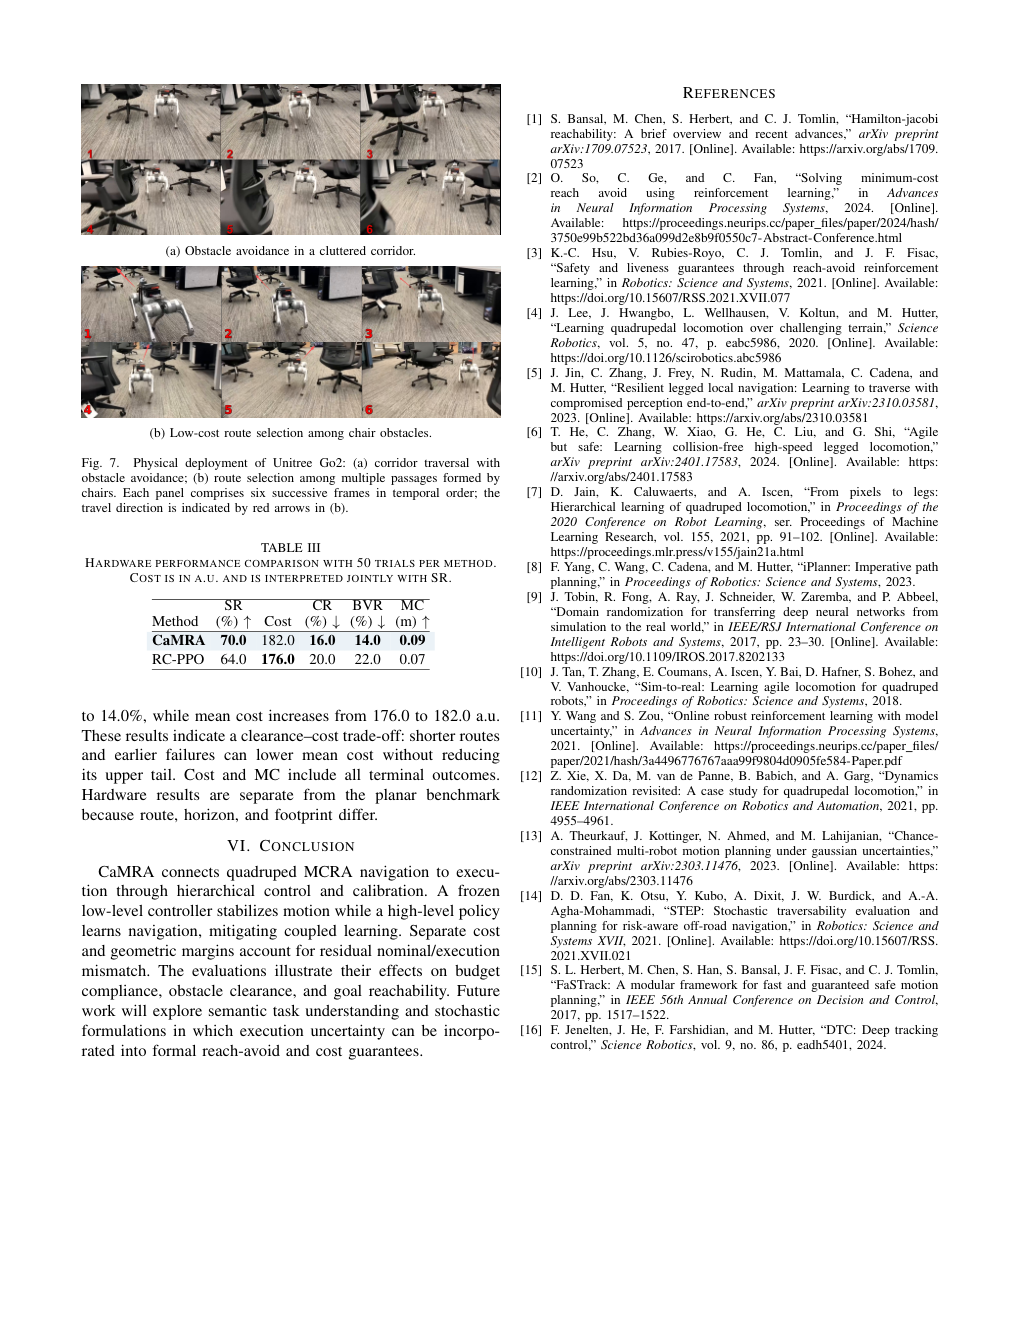 1
2
3
4
5
6
(a) Obstacle avoidance in a cluttered corridor.
1
2
3
4
5
6
(b) Low-cost route selection among chair obstacles.
Fig. 7. Physical deployment of Unitree Go2: (a) corridor traversal with
obstacle avoidance; (b) route selection among multiple passages formed by
chairs. Each panel comprises six successive frames in temporal order; the
travel direction is indicated by red arrows in (b).
TABLE III
HARDWARE PERFORMANCE COMPARISON WITH 50 TRIALS PER METHOD.
COST IS IN A.U. AND IS INTERPRETED JOINTLY WITH SR.
SR CR BVR MC
Method (%) ↑ Cost (%) ↓ (%) ↓ (m) ↑
CaMRA 70.0 182.0 16.0 14.0 0.09
RC-PPO 64.0 176.0 20.0 22.0 0.07
to 14.0%, while mean cost increases from 176.0 to 182.0 a.u.
These results indicate a clearance–cost trade-off: shorter routes
and earlier failures can lower mean cost without reducing
its upper tail. Cost and MC include all terminal outcomes.
Hardware results are separate from the planar benchmark
because route, horizon, and footprint differ.
VI. CONCLUSION
CaMRA connects quadruped MCRA navigation to execu-
tion through hierarchical control and calibration. A frozen
low-level controller stabilizes motion while a high-level policy
learns navigation, mitigating coupled learning. Separate cost
and geometric margins account for residual nominal/execution
mismatch. The evaluations illustrate their effects on budget
compliance, obstacle clearance, and goal reachability. Future
work will explore semantic task understanding and stochastic
formulations in which execution uncertainty can be incorpo-
rated into formal reach-avoid and cost guarantees.
REFERENCES
[1] S. Bansal, M. Chen, S. Herbert, and C. J. Tomlin, “Hamilton-jacobi
reachability: A brief overview and recent advances,” arXiv preprint
arXiv:1709.07523, 2017. [Online]. Available: https://arxiv.org/abs/1709.
07523
[2] O. So, C. Ge, and C. Fan, “Solving minimum-cost
reach avoid using reinforcement learning,” in Advances
in Neural Information Processing Systems, 2024. [Online].
Available: https://proceedings.neurips.cc/paper_files/paper/2024/hash/
3750e99b522bd36a099d2e8b9f0550c7-Abstract-Conference.html
[3] K.-C. Hsu, V. Rubies-Royo, C. J. Tomlin, and J. F. Fisac,
“Safety and liveness guarantees through reach-avoid reinforcement
learning,” in Robotics: Science and Systems, 2021. [Online]. Available:
https://doi.org/10.15607/RSS.2021.XVII.077
[4] J. Lee, J. Hwangbo, L. Wellhausen, V. Koltun, and M. Hutter,
“Learning quadrupedal locomotion over challenging terrain,” Science
Robotics, vol. 5, no. 47, p. eabc5986, 2020. [Online]. Available:
https://doi.org/10.1126/scirobotics.abc5986
[5] J. Jin, C. Zhang, J. Frey, N. Rudin, M. Mattamala, C. Cadena, and
M. Hutter, “Resilient legged local navigation: Learning to traverse with
compromised perception end-to-end,” arXiv preprint arXiv:2310.03581,
2023. [Online]. Available: https://arxiv.org/abs/2310.03581
[6] T. He, C. Zhang, W. Xiao, G. He, C. Liu, and G. Shi, “Agile
but safe: Learning collision-free high-speed legged locomotion,”
arXiv preprint arXiv:2401.17583, 2024. [Online]. Available: https:
//arxiv.org/abs/2401.17583
[7] D. Jain, K. Caluwaerts, and A. Iscen, “From pixels to legs:
Hierarchical learning of quadruped locomotion,” in Proceedings of the
2020 Conference on Robot Learning, ser. Proceedings of Machine
Learning Research, vol. 155, 2021, pp. 91–102. [Online]. Available:
https://proceedings.mlr.press/v155/jain21a.html
[8] F. Yang, C. Wang, C. Cadena, and M. Hutter, “iPlanner: Imperative path
planning,” in Proceedings of Robotics: Science and Systems, 2023.
[9] J. Tobin, R. Fong, A. Ray, J. Schneider, W. Zaremba, and P. Abbeel,
“Domain randomization for transferring deep neural networks from
simulation to the real world,” in IEEE/RSJ International Conference on
Intelligent Robots and Systems, 2017, pp. 23–30. [Online]. Available:
https://doi.org/10.1109/IROS.2017.8202133
[10] J. Tan, T. Zhang, E. Coumans, A. Iscen, Y. Bai, D. Hafner, S. Bohez, and
V. Vanhoucke, “Sim-to-real: Learning agile locomotion for quadruped
robots,” in Proceedings of Robotics: Science and Systems, 2018.
[11] Y. Wang and S. Zou, “Online robust reinforcement learning with model
uncertainty,” in Advances in Neural Information Processing Systems,
2021. [Online]. Available: https://proceedings.neurips.cc/paper_files/
paper/2021/hash/3a4496776767aaa99f9804d0905fe584-Paper.pdf
[12] Z. Xie, X. Da, M. van de Panne, B. Babich, and A. Garg, “Dynamics
randomization revisited: A case study for quadrupedal locomotion,” in
IEEE International Conference on Robotics and Automation, 2021, pp.
4955–4961.
[13] A. Theurkauf, J. Kottinger, N. Ahmed, and M. Lahijanian, “Chance-
constrained multi-robot motion planning under gaussian uncertainties,”
arXiv preprint arXiv:2303.11476, 2023. [Online]. Available: https:
//arxiv.org/abs/2303.11476
[14] D. D. Fan, K. Otsu, Y. Kubo, A. Dixit, J. W. Burdick, and A.-A.
Agha-Mohammadi, “STEP: Stochastic traversability evaluation and
planning for risk-aware off-road navigation,” in Robotics: Science and
Systems XVII, 2021. [Online]. Available: https://doi.org/10.15607/RSS.
2021.XVII.021
[15] S. L. Herbert, M. Chen, S. Han, S. Bansal, J. F. Fisac, and C. J. Tomlin,
“FaSTrack: A modular framework for fast and guaranteed safe motion
planning,” in IEEE 56th Annual Conference on Decision and Control,
2017, pp. 1517–1522.
[16] F. Jenelten, J. He, F. Farshidian, and M. Hutter, “DTC: Deep tracking
control,” Science Robotics, vol. 9, no. 86, p. eadh5401, 2024.